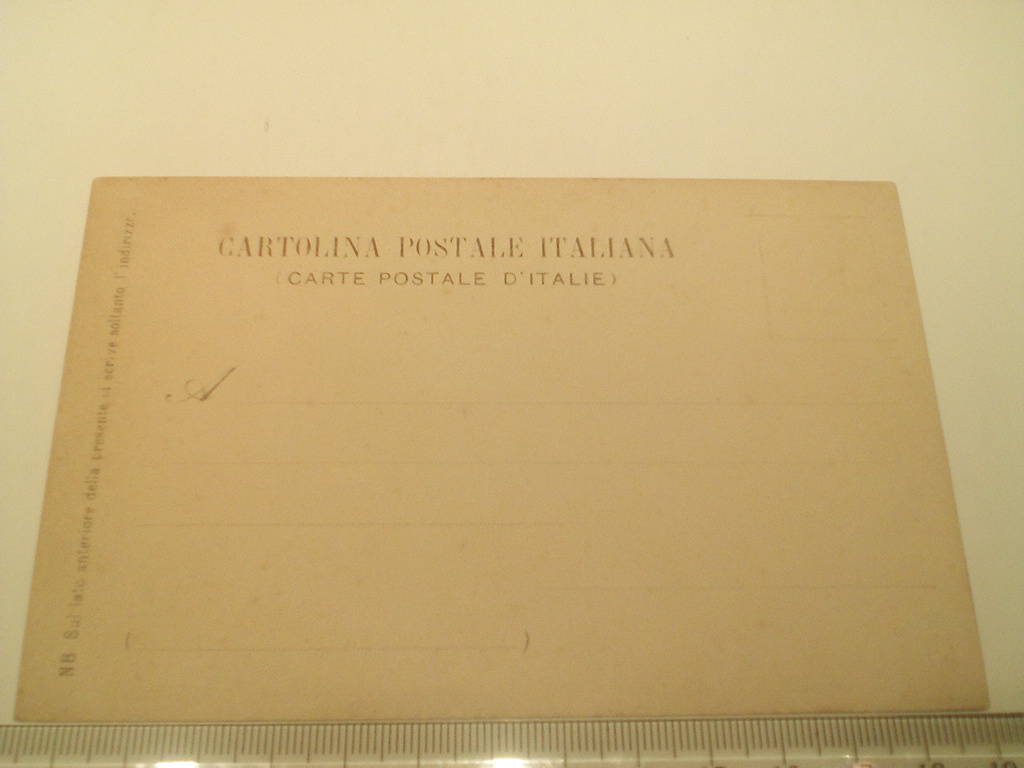 CARTOLINA POSTALE ITALIANA
(CARTE POSTALE D'ITALIE)
A
( )
NB Sul lato anteriore della presente si scrive soltanto l'indirizzo.